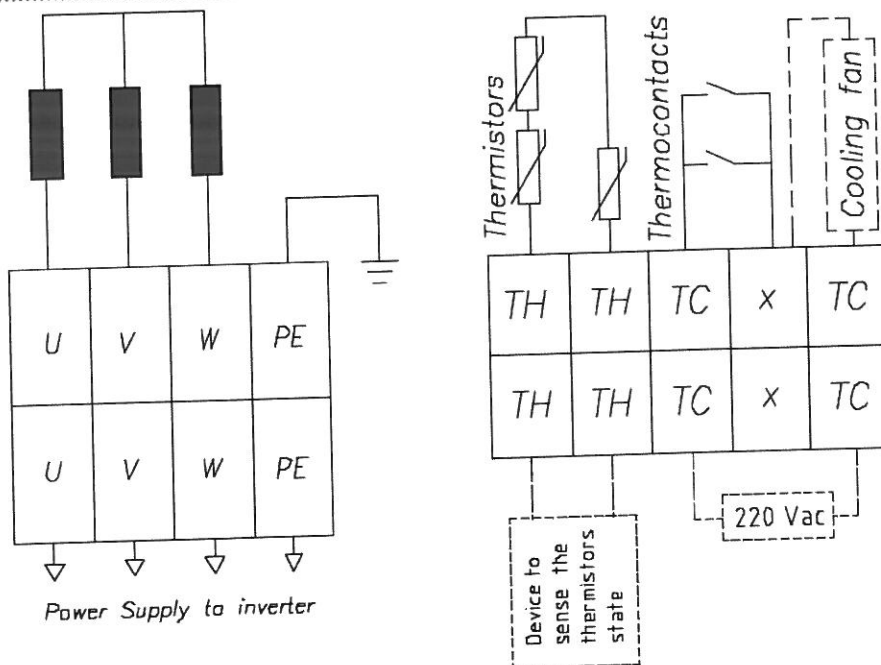 U V W PE
U V W PE
Power Supply to inverter
Thermistors
Thermocontacts
Cooling fan
TH TH TC x TC
TH TH TC x TC
Device to
sense the
thermistors
state
220 Vac